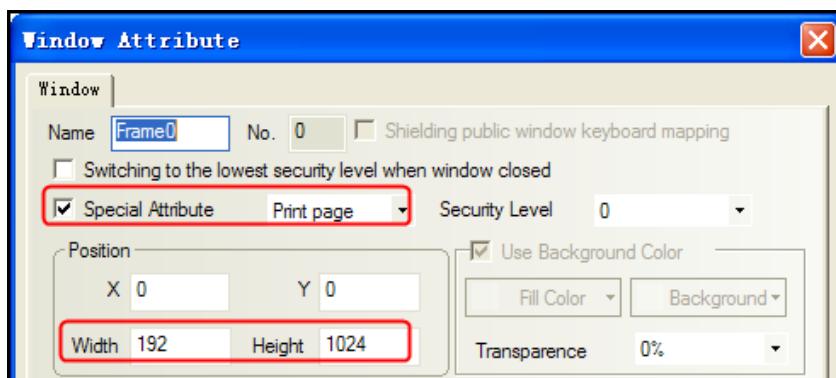 Window Attribute
Window
Name Frame0 No. 0 Shielding public window keyboard mapping
Switching to the lowest security level when window closed
Special Attribute Print page Security Level 0
Position Use Background Color
X 0 Y 0 Fill Color Background
Width 192 Height 1024 Transparence 0%